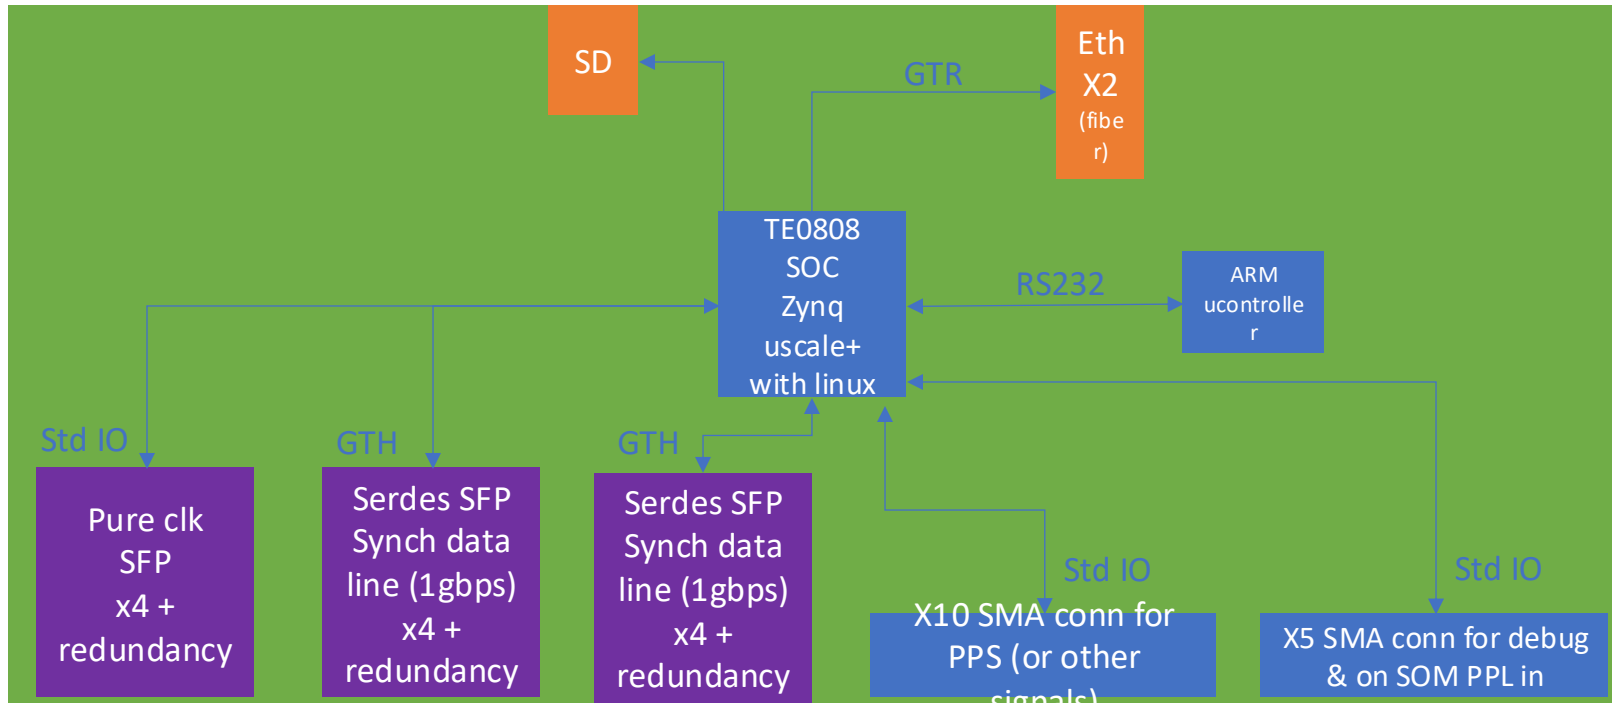 SD
Eth
X2
(fibe
r)
GTR
TE0808
SOC
Zynq
uscale+
with linux
RS232
ARM
ucontrolle
r
Std IO
GTH
GTH
Pure clk
SFP
x4 +
redundancy
Serdes SFP
Synch data
line (1gbps)
x4 +
redundancy
Serdes SFP
Synch data
line (1gbps)
x4 +
redundancy
Std IO
X10 SMA conn for
PPS (or other
signals)
Std IO
X5 SMA conn for debug
& on SOM PPL in